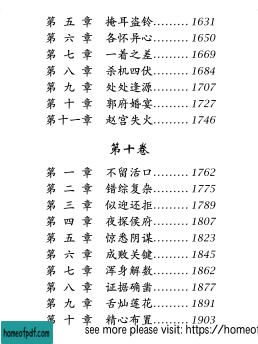 第五章 掩耳盗铃………1631
第六章 各怀异心………1650
第七章 一着之差………1669
第八章 杀机四伏………1684
第九章 处处逢源………1707
第十章 郭府婚宴………1727
第十一章 赵宫失火………1746
第十卷
第一章 不留活口………1762
第二章 错综复杂………1775
第三章 似迎还拒………1789
第四章 夜探侯府………1807
第五章 惊悉阴谋………1823
第六章 成败关键………1845
第七章 浑身解数………1862
第八章 证据确凿………1877
第九章 舌灿莲花………1891
第十章 精心布置………1903
see more please visit: https://homeof
homeofpdf.com